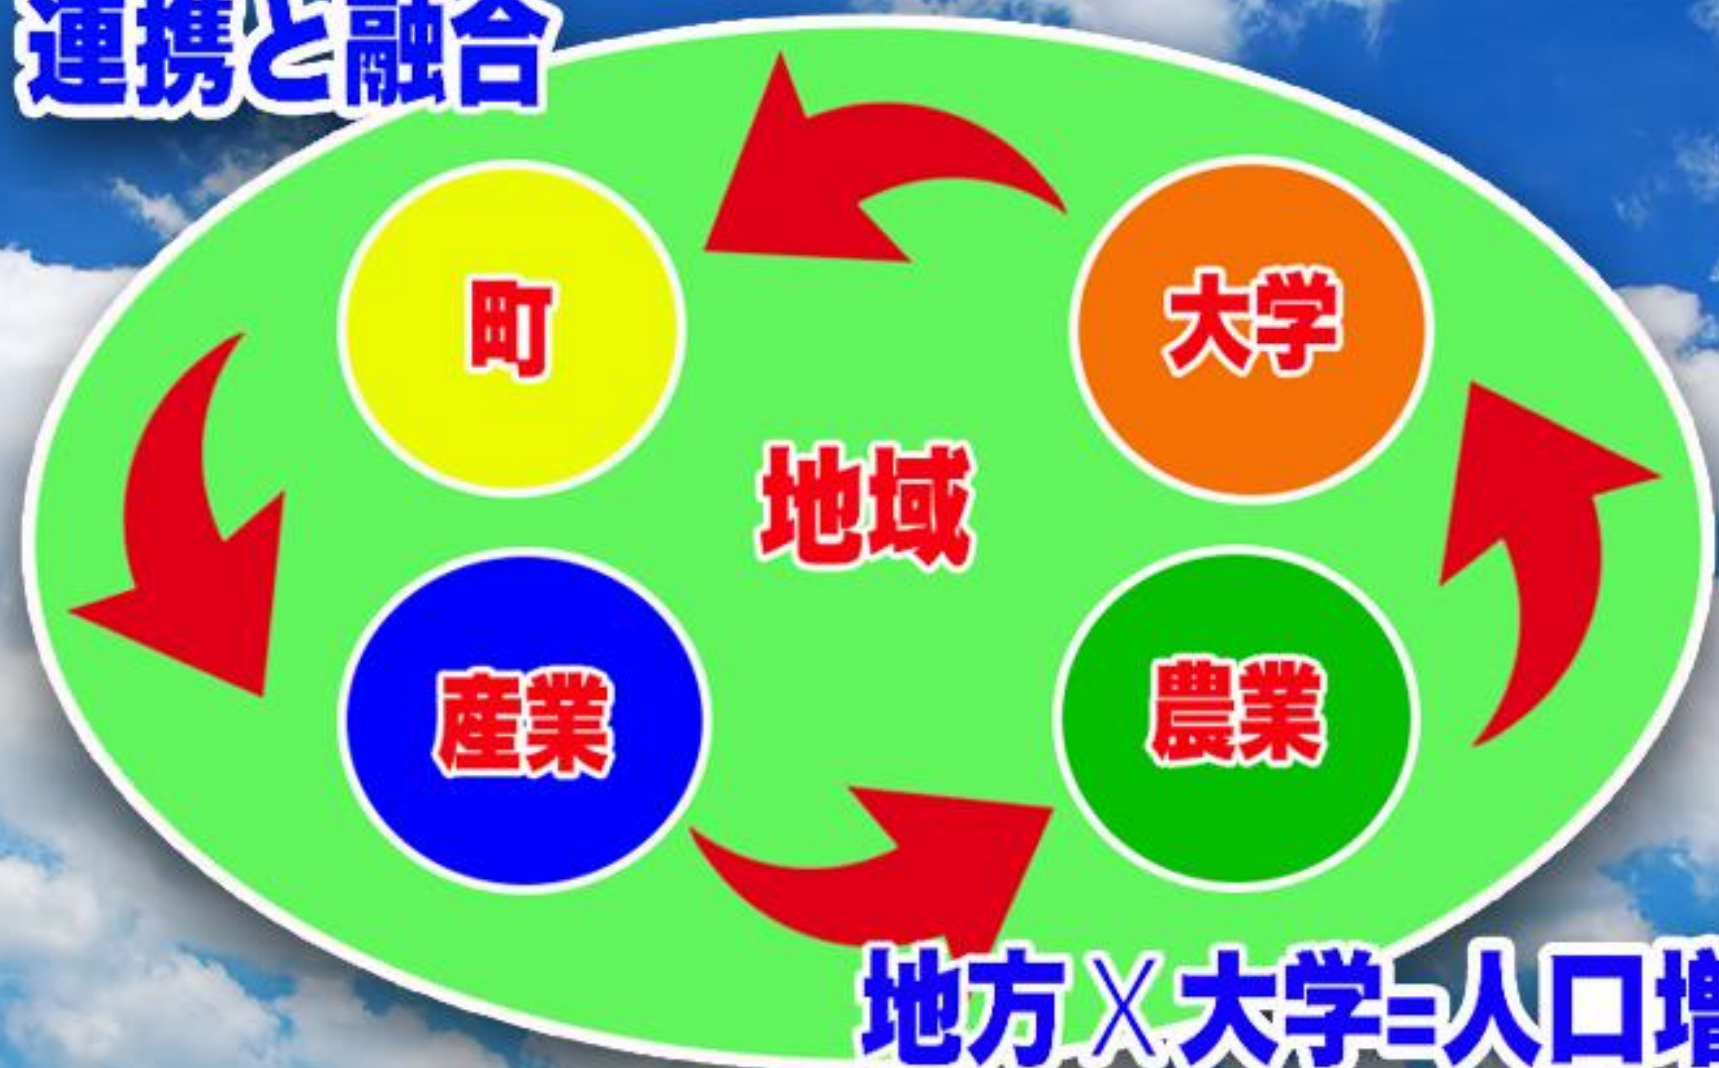 連携と融合
町
大学
地域
産業
農業
地方X大学=人口増